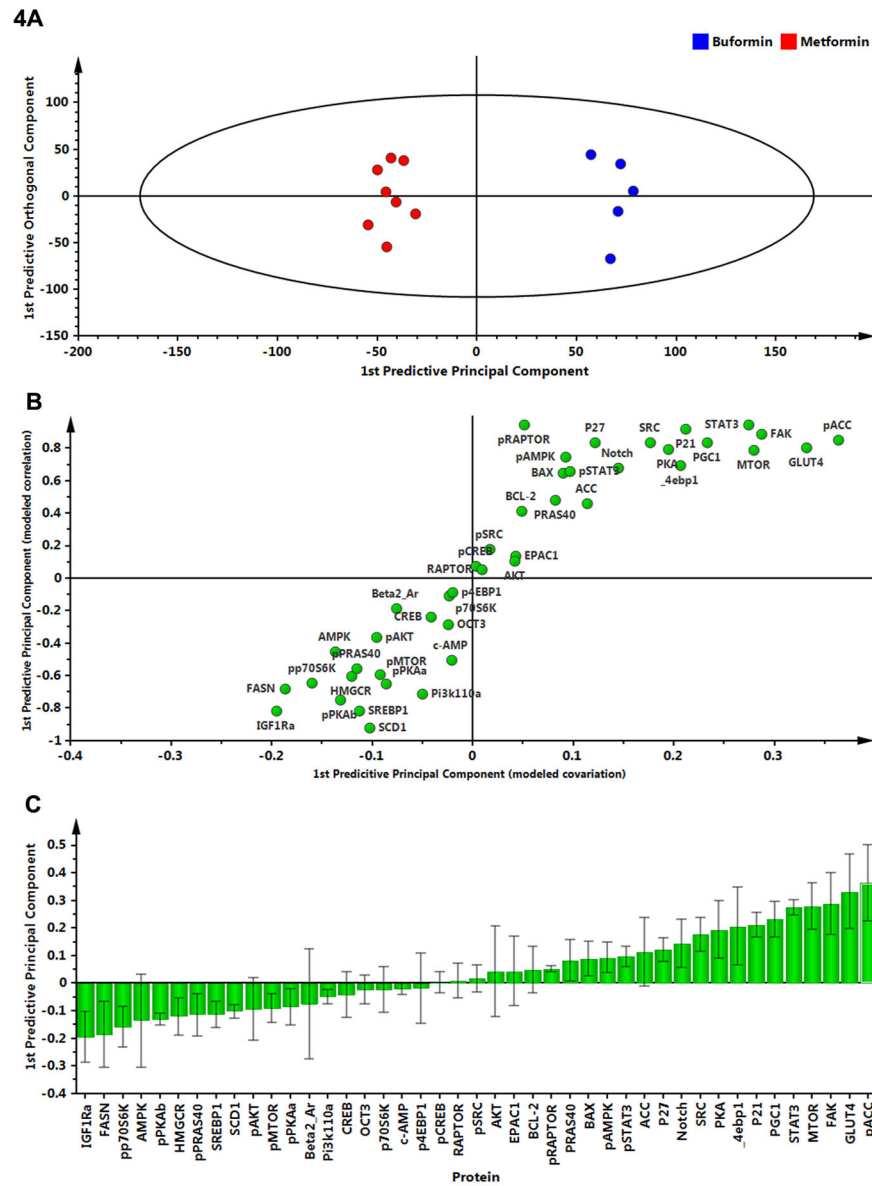 4A
Buformin Metformin
1st Predictive Orthogonal Component
100
50
0
-50
-100
-150
-200 -150 -100 -50 0 50 100 150
1st Predictive Principal Component
B
1st Predictive Principal Component (modeled correlation)
0.8
0.6
0.4
0.2
0
-0.2
-0.4
-0.6
-0.8
-1
pRAPTOR P27 SRC STAT3 FAK pACC
pAMPK Notch P21 PGC1 MTOR GLUT4
BAX pSTAT3 PKA _4ebp1
BCL-2 PRAS40 ACC
pSRC
pCREB EPAC1
RAPTOR AKT
Beta2_Ar p4EBP1
CREB p70S6K
OCT3
AMPK pAKT c-AMP
pPRAS40 pMTOR
pp70S6K pPKAa
FASN HMGCR Pi3k110a
pPKAb SREBP1
IGF1Ra SCD1
-0.4 -0.3 -0.2 -0.1 0 0.1 0.2 0.3
1st Predicitive Principal Component (modeled covariation)
C
1st Predictive Principal Component
0.5
0.4
0.3
0.2
0.1
0
-0.1
-0.2
-0.3
-0.4
IGF1Ra FASN pp70S6K AMPK pPKAb HMGCR pPRAS40 SREBP1 SCD1 pAKT pMTOR pPKAa Beta2_Ar Pi3k110a CREB OCT3 p70S6K c-AMP p4EBP1 pCREB RAPTOR pSRC AKT EPAC1 BCL-2 pRAPTOR PRAS40 BAX pAMPK pSTAT3 ACC P27 Notch SRC PKA _4ebp1 P21 PGC1 STAT3 MTOR FAK GLUT4 pACC
Protein